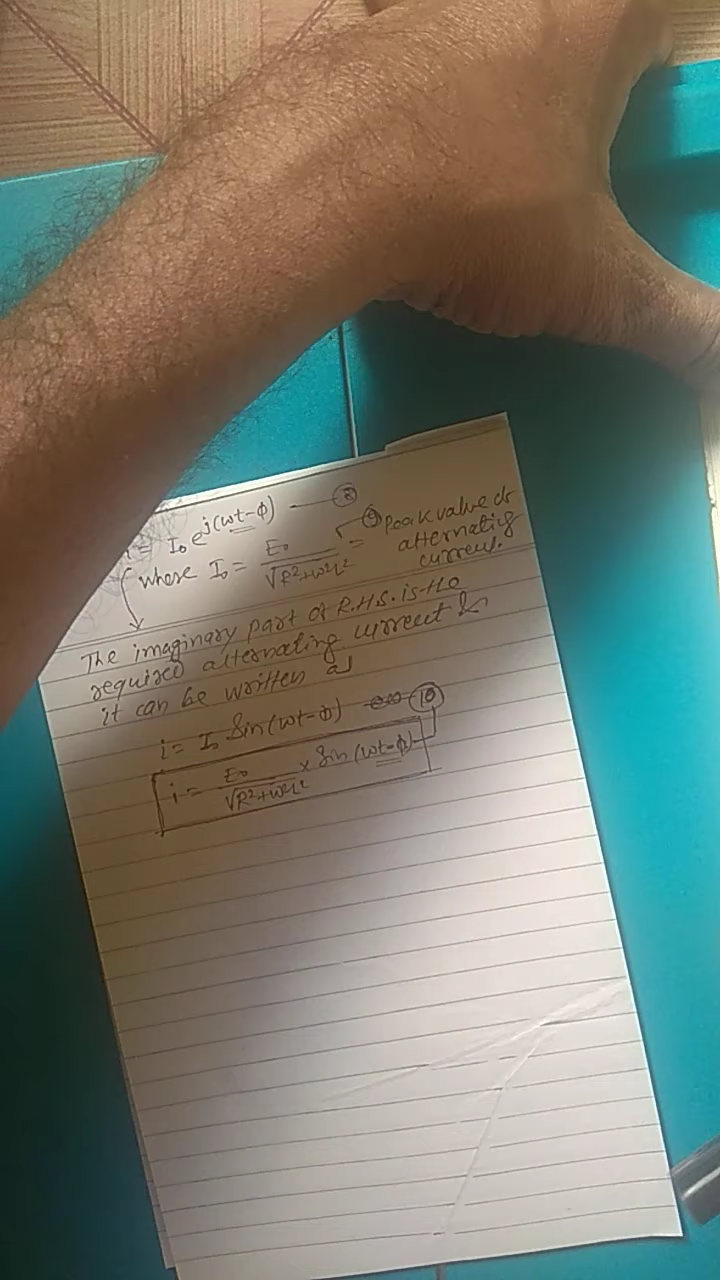 i = I₀ e^j(ωt-ϕ) — (8)
where I₀ = E₀/√R²+ω²L² = Peak value of alternating current. (9)
The imaginary part of R.H.S. is the
required alternating current &
it can be written as
i = I₀ Sin(ωt-ϕ) — (10)
i = E₀/√R²+ω²L² × Sin(ωt-ϕ)